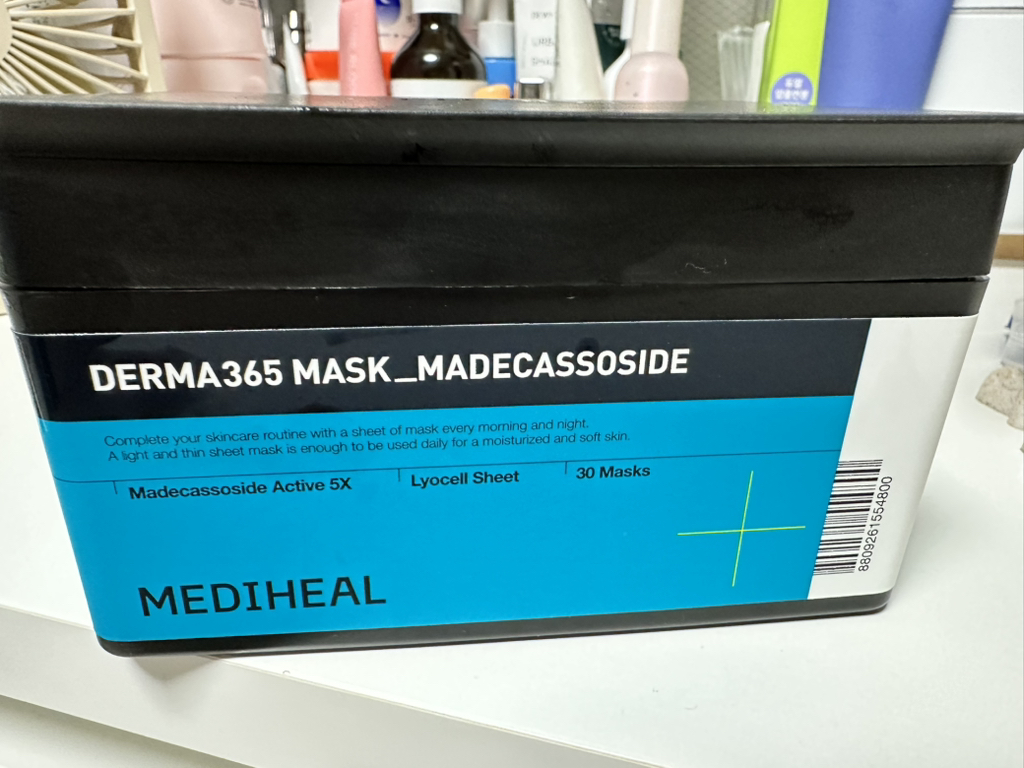 DERMA365 MASK_MADECASSOSIDE
Complete your skincare routine with a sheet of mask every morning and night.
A light and thin sheet mask is enough to be used daily for a moisturized and soft skin.
Madecassoside Active 5X
Lyocell Sheet
30 Masks
MEDIHEAL
8809261554800